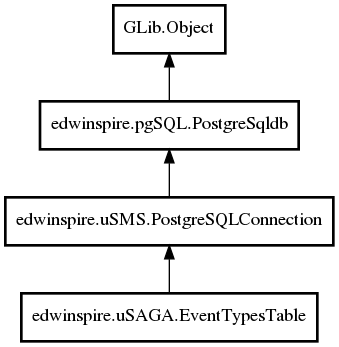 GLib.Object
edwinspire.pgSQL.PostgreSqldb
edwinspire.uSMS.PostgreSQLConnection
edwinspire.uSAGA.EventTypesTable